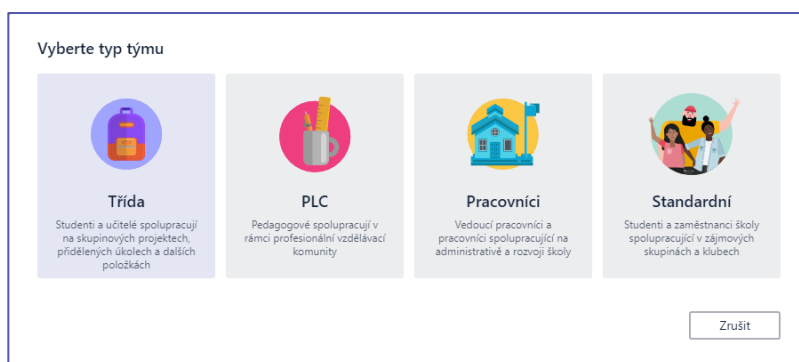 Vyberte typ týmu
Třída
Studenti a učitelé spolupracují
na skupinových projektech,
přidělených úkolech a dalších
položkách
PLC
Pedagogové spolupracují v
rámci profesionální vzdělávací
komunity
Pracovníci
Vedoucí pracovníci a
pracovníci spolupracující na
administrativě a rozvoji školy
Standardní
Studenti a zaměstnanci školy
spolupracující v zájmových
skupinách a klubech
Zrušit